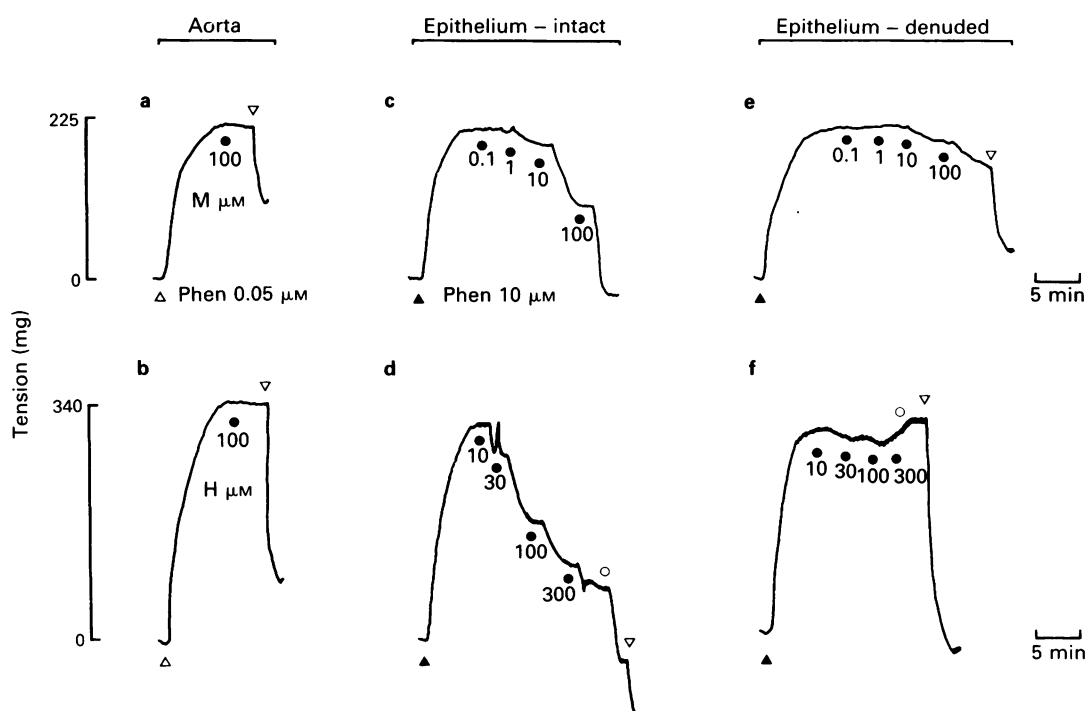 Aorta
Epithelium – intact
Epithelium – denuded
a
c
e
225
0
100
M μM
Phen 0.05 μM
0.1
1
10
100
Phen 10 μM
0.1
1
10
100
5 min
Tension (mg)
b
d
f
340
0
100
H μM
10
30
100
300
10
30
100
300
5 min